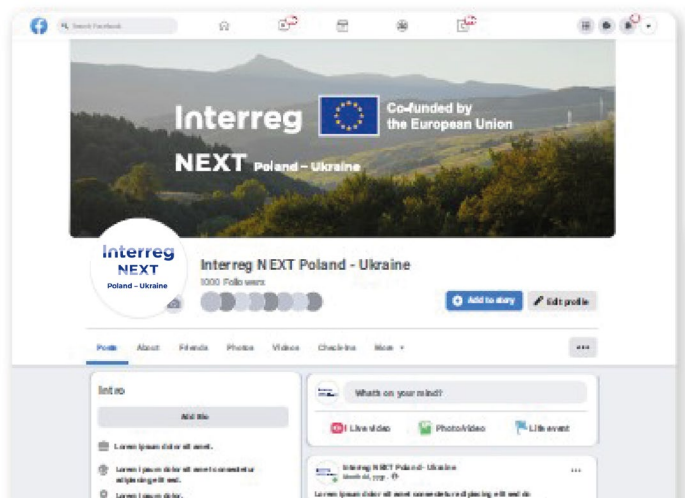 Search Facebook
Interreg
Co-funded by
the European Union
NEXT Poland – Ukraine
Interreg
NEXT
Poland – Ukraine
Interreg NEXT Poland - Ukraine
1000 Followers
Add to story
Edit profile
Posts About Friends Photos Videos Check-ins More
Intro
Add Bio
Lorem ipsum dolor sit amet.
Lorem ipsum dolor sit amet consectetur
adipiscing elit sed.
Lorem ipsum dolor.
What's on your mind?
Live video
Photo/video
Life event
Interreg NEXT Poland - Ukraine
Lorem ipsum dolor sit amet consectetur adipiscing elit sed do